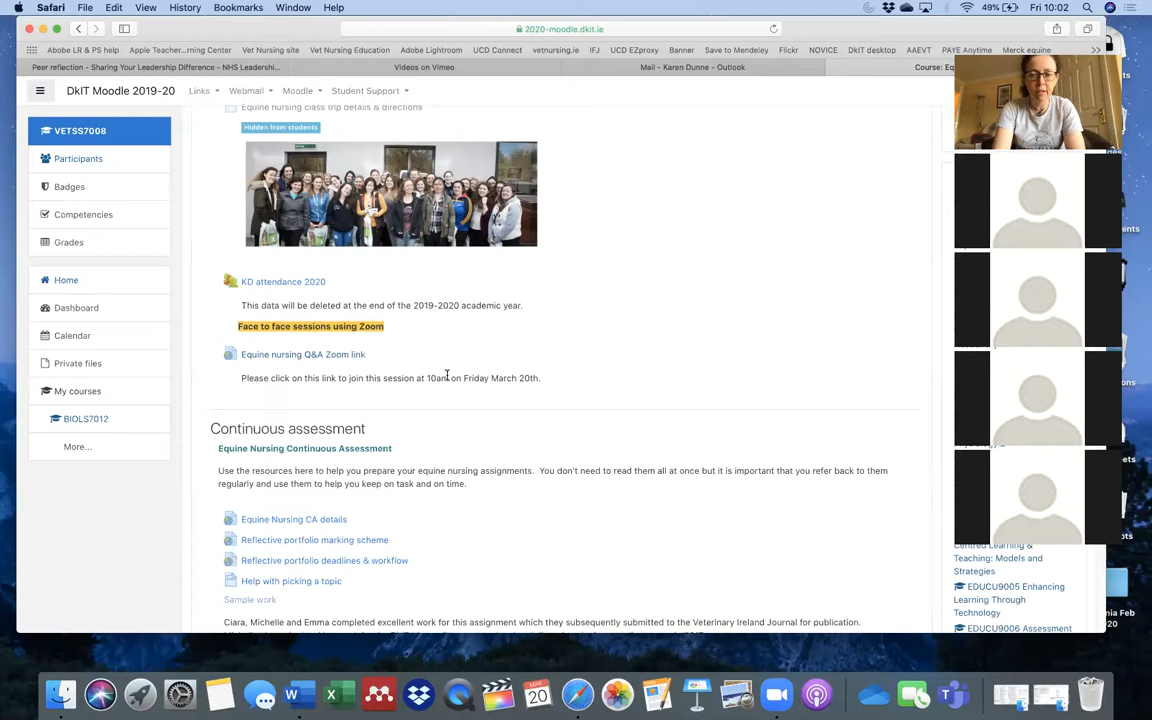 Safari File Edit View History Bookmarks Window Help 49% Fri 10:02
2020-moodle.dkit.ie
Adobe LR & PS help Apple Teacher...rning Center Vet Nursing site Vet Nursing Education Adobe Lightroom UCD Connect vetnursing.ie IFJ UCD EZproxy Banner Save to Mendeley Flickr NOVICE DkIT desktop AAEVT PAYE Anytime Merck equine
Peer reflection - Sharing Your Leadership Difference - NHS Leadershi... Videos on Vimeo Mail - Karen Dunne - Outlook Course: Eq
DkIT Moodle 2019-20 Links Webmail Moodle Student Support
Equine nursing class trip details & directions
Hidden from students
VETSS7008
Participants
Badges
Competencies
Grades
Home
Dashboard
Calendar
Private files
My courses
BIOLS7012
More...
KD attendance 2020
This data will be deleted at the end of the 2019-2020 academic year.
Face to face sessions using Zoom
Equine nursing Q&A Zoom link
Please click on this link to join this session at 10am on Friday March 20th.
Continuous assessment
Equine Nursing Continuous Assessment
Use the resources here to help you prepare your equine nursing assignments. You don't need to read them all at once but it is important that you refer back to them
regularly and use them to help you keep on task and on time.
Equine Nursing CA details
Reflective portfolio marking scheme
Reflective portfolio deadlines & workflow
Help with picking a topic
Sample work
Ciara, Michelle and Emma completed excellent work for this assignment which they subsequently submitted to the Veterinary Ireland Journal for publication.
Centred Learning &
Teaching: Models and
Strategies
EDUCU9005 Enhancing
Learning Through
Technology
EDUCU9006 Assessment
MAR
20